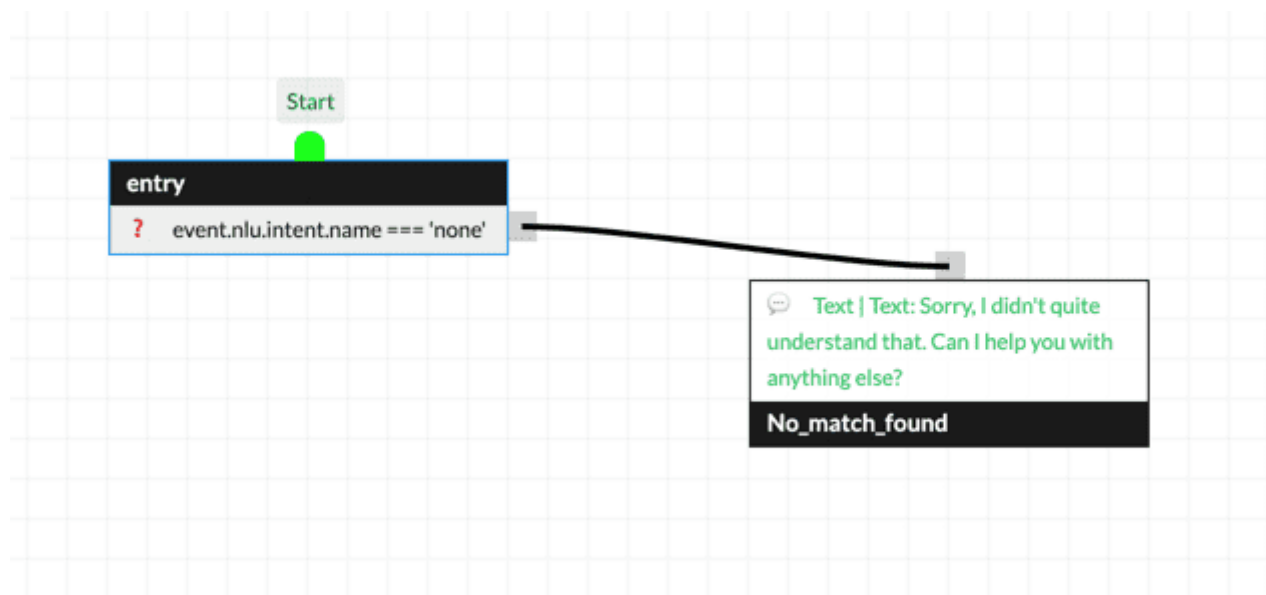 Start
entry
? event.nlu.intent.name === 'none'
Text | Text: Sorry, I didn't quite
understand that. Can I help you with
anything else?
No_match_found